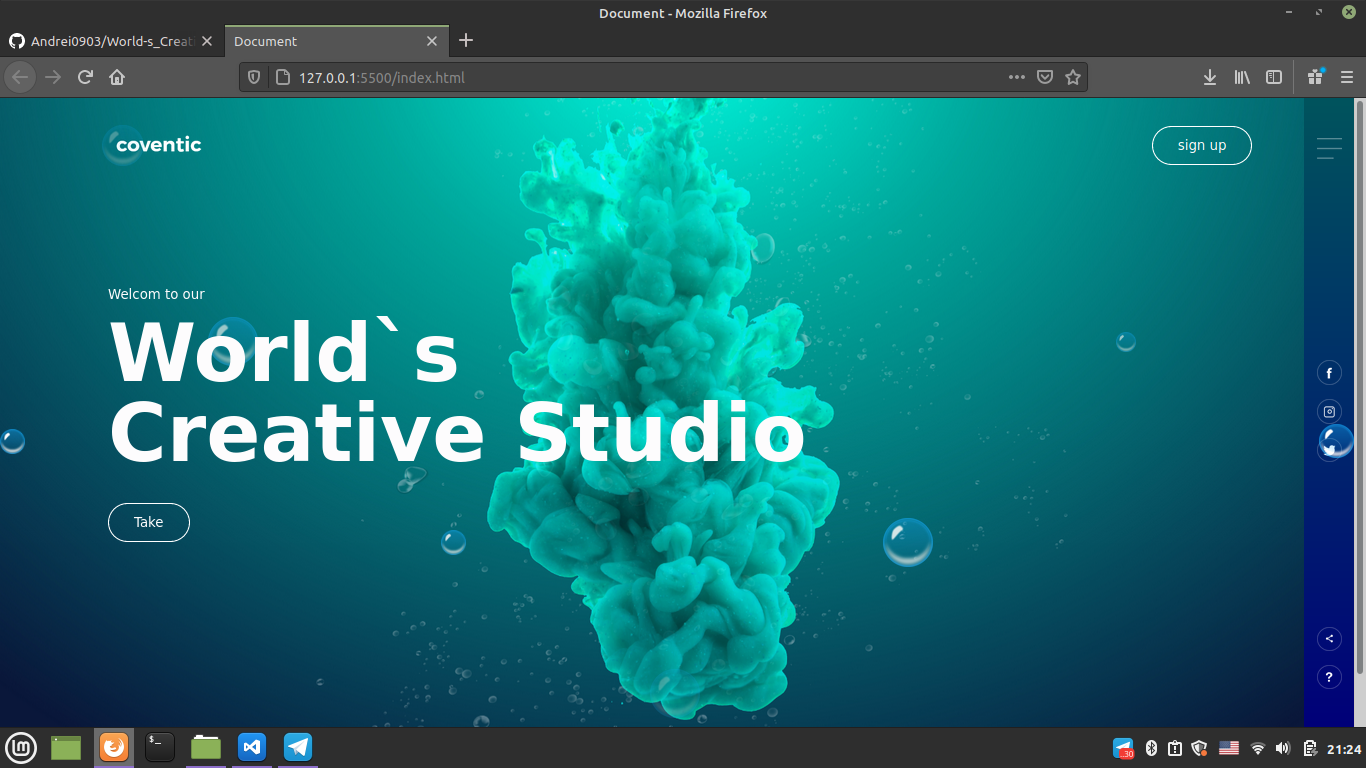 Document - Mozilla Firefox
Andrei0903/World-s_Creat
Document
127.0.0.1:5500/index.html
coventic
sign up
Welcom to our
World`s
Creative Studio
Take
f
?
$_
30
21:24